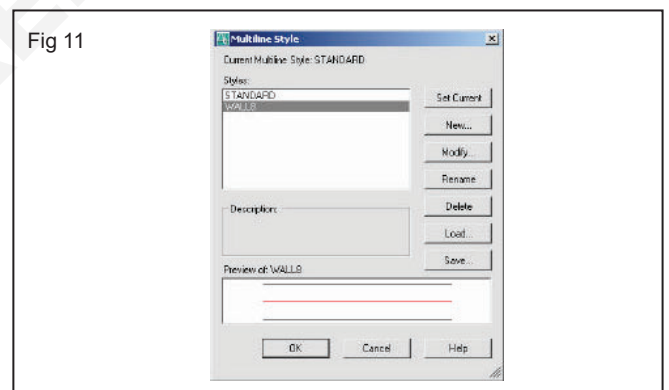 Fig 11
Multiline Style
Current Multiline Style: STANDARD
Styles:
STANDARD
WALL8
Set Current
New...
Modify...
Rename
Delete
Load...
Save...
Description:
Preview of: WALL8
OK
Cancel
Help